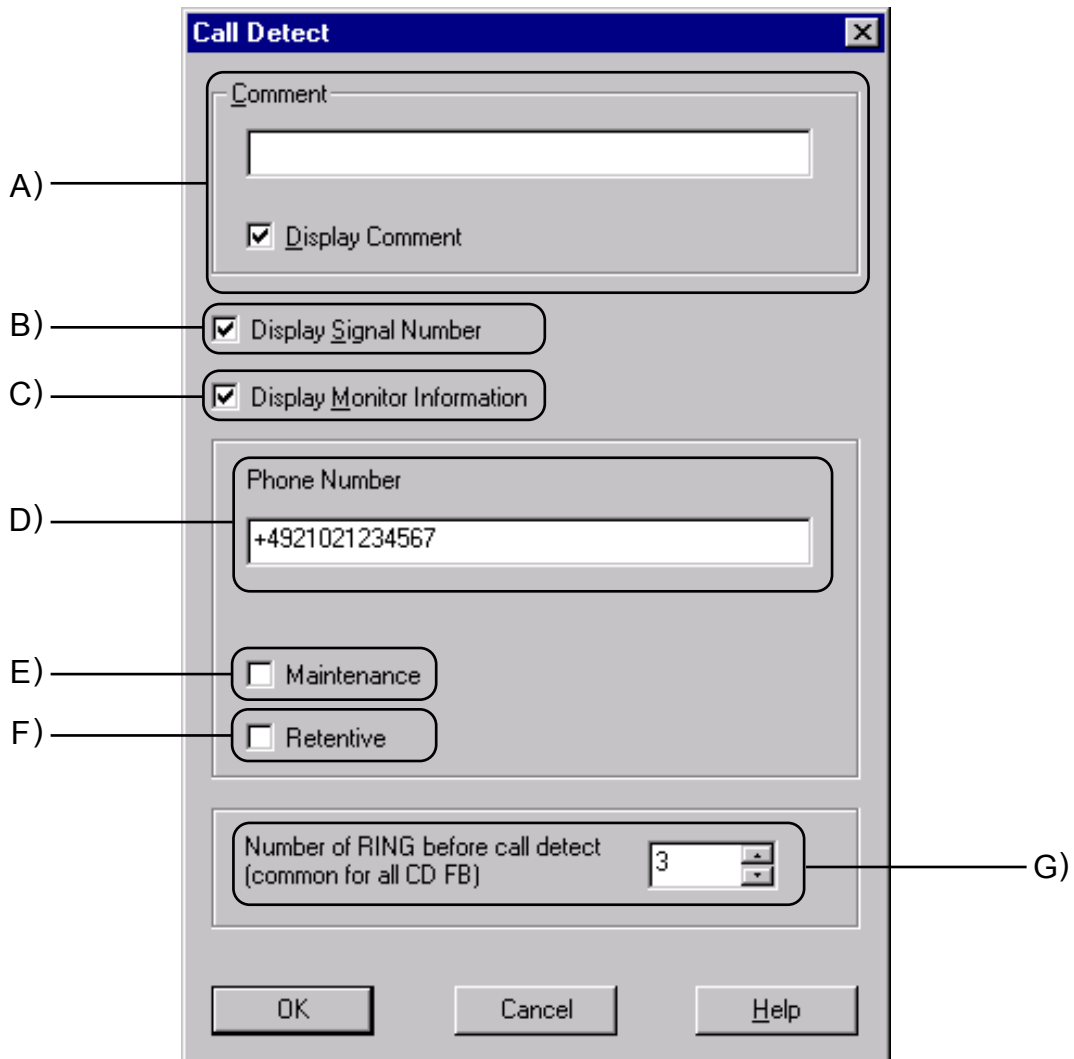 Call Detect
Comment
A)
Display Comment
B)
Display Signal Number
C)
Display Monitor Information
Phone Number
D)
+4921021234567
E)
Maintenance
F)
Retentive
Number of RING before call detect
(common for all CD FB)
3
G)
OK
Cancel
Help